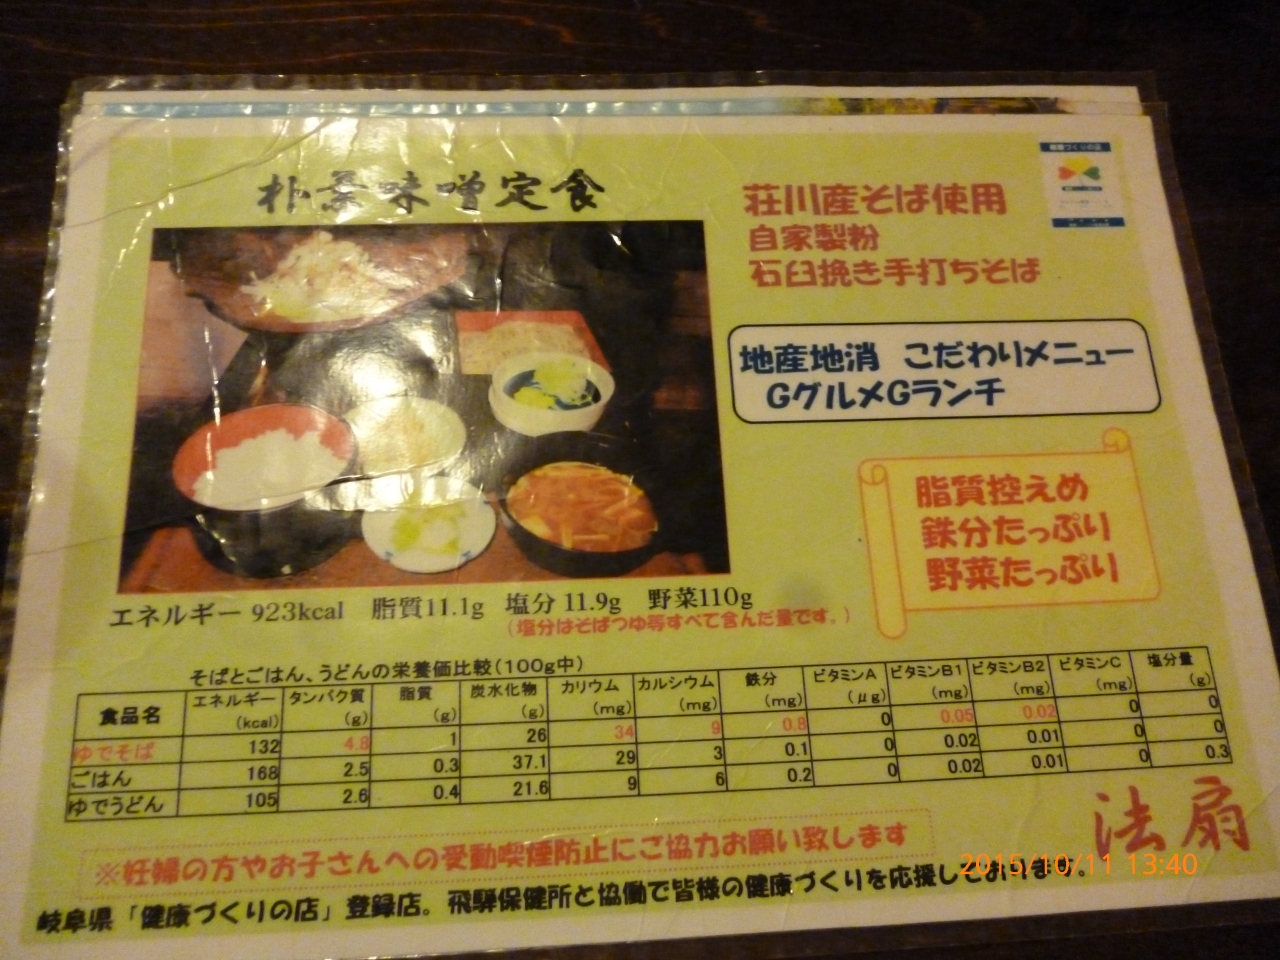 健康づくりの店
朴葉味噌定食
荘川産そば使用
自家製粉
石臼挽き手打ちそば
地産地消 こだわりメニュー
GグルメGランチ
脂質控えめ
鉄分たっぷり
野菜たっぷり
エネルギー 923kcal 脂質11.1g 塩分 11.9g 野菜110g
(塩分はそばつゆ等すべて含んだ量です。)
そばとごはん、うどんの栄養価比較(100g中)
食品名 エネルギー(kcal) タンパク質(g) 脂質(g) 炭水化物(g) カリウム(mg) カルシウム(mg) 鉄分(mg) ビタミンA(μg) ビタミンB1(mg) ビタミンB2(mg) ビタミンC(mg) 塩分量(g)
ゆでそば 132 4.8 1 26 34 9 0.8 0 0.05 0.02 0 0
ごはん 168 2.5 0.3 37.1 29 3 0.1 0 0.02 0.01 0 0
ゆでうどん 105 2.6 0.4 21.6 9 6 0.2 0 0.02 0.01 0 0.3
※妊婦の方やお子さんへの受動喫煙防止にご協力お願い致します
法扇
岐阜県「健康づくりの店」登録店。飛騨保健所と協働で皆様の健康づくりを応援しております。
2015/10/11 13:40